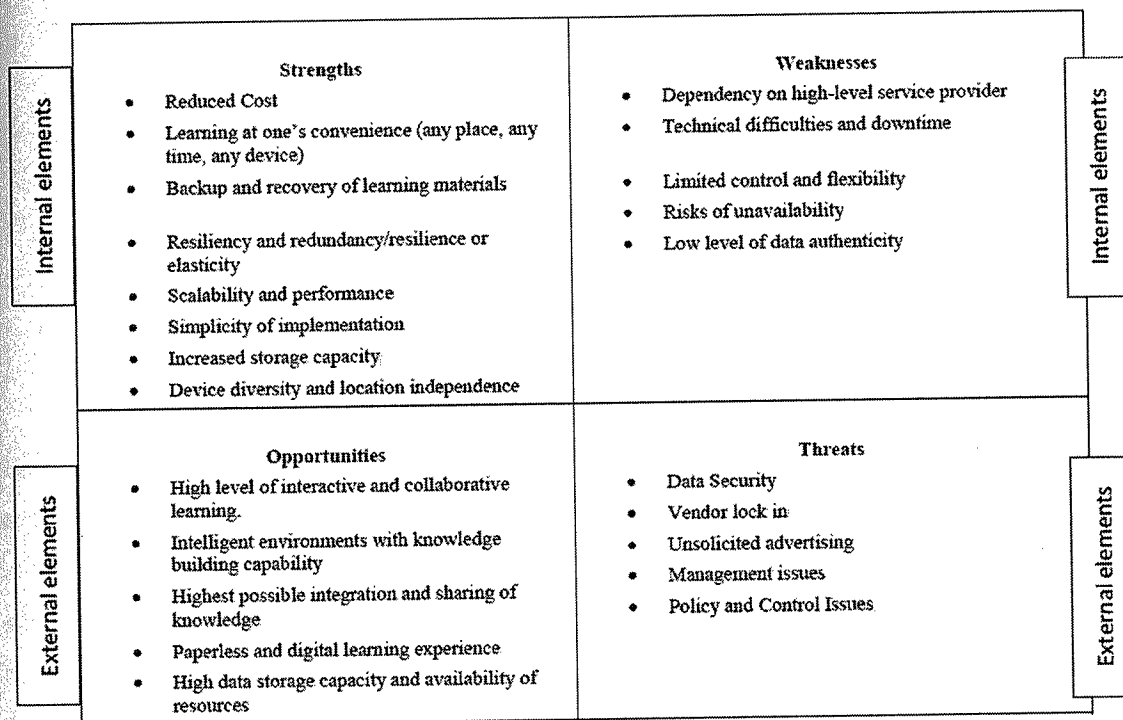 Internal elements
Strengths
• Reduced Cost
• Learning at one's convenience (any place, any
time, any device)
• Backup and recovery of learning materials
• Resiliency and redundancy/resilience or
elasticity
• Scalability and performance
• Simplicity of implementation
• Increased storage capacity
• Device diversity and location independence
Weaknesses
• Dependency on high-level service provider
• Technical difficulties and downtime
• Limited control and flexibility
• Risks of unavailability
• Low level of data authenticity
Internal elements
External elements
Opportunities
• High level of interactive and collaborative
learning.
• Intelligent environments with knowledge
building capability
• Highest possible integration and sharing of
knowledge
• Paperless and digital learning experience
• High data storage capacity and availability of
resources
Threats
• Data Security
• Vendor lock in
• Unsolicited advertising
• Management issues
• Policy and Control Issues
External elements